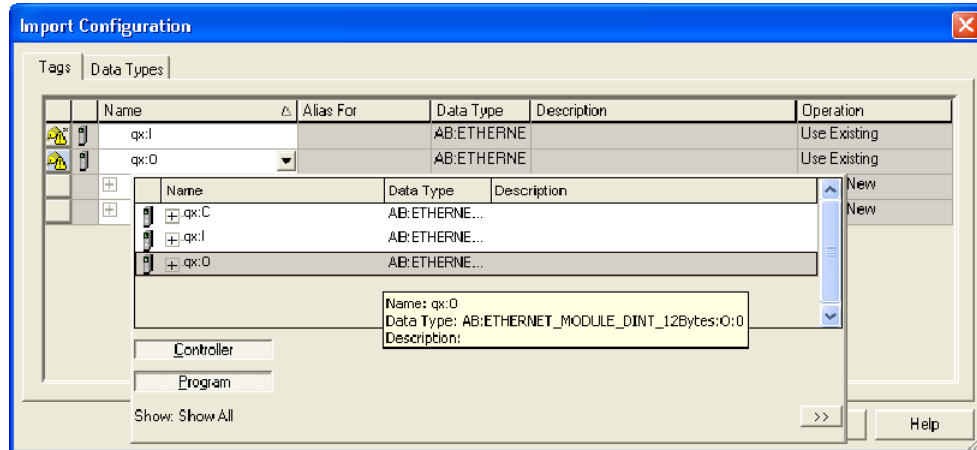 Import Configuration
Tags Data Types
Name Alias For Data Type Description Operation
qx:I AB:ETHERNE Use Existing
qx:O AB:ETHERNE Use Existing
New
New
Name Data Type Description
qx:C AB:ETHERNE...
qx:I AB:ETHERNE...
qx:O AB:ETHERNE...
Name: qx:O
Data Type: AB:ETHERNET_MODULE_DINT_12Bytes:O:0
Description:
Controller
Program
Show: Show All >>
Help